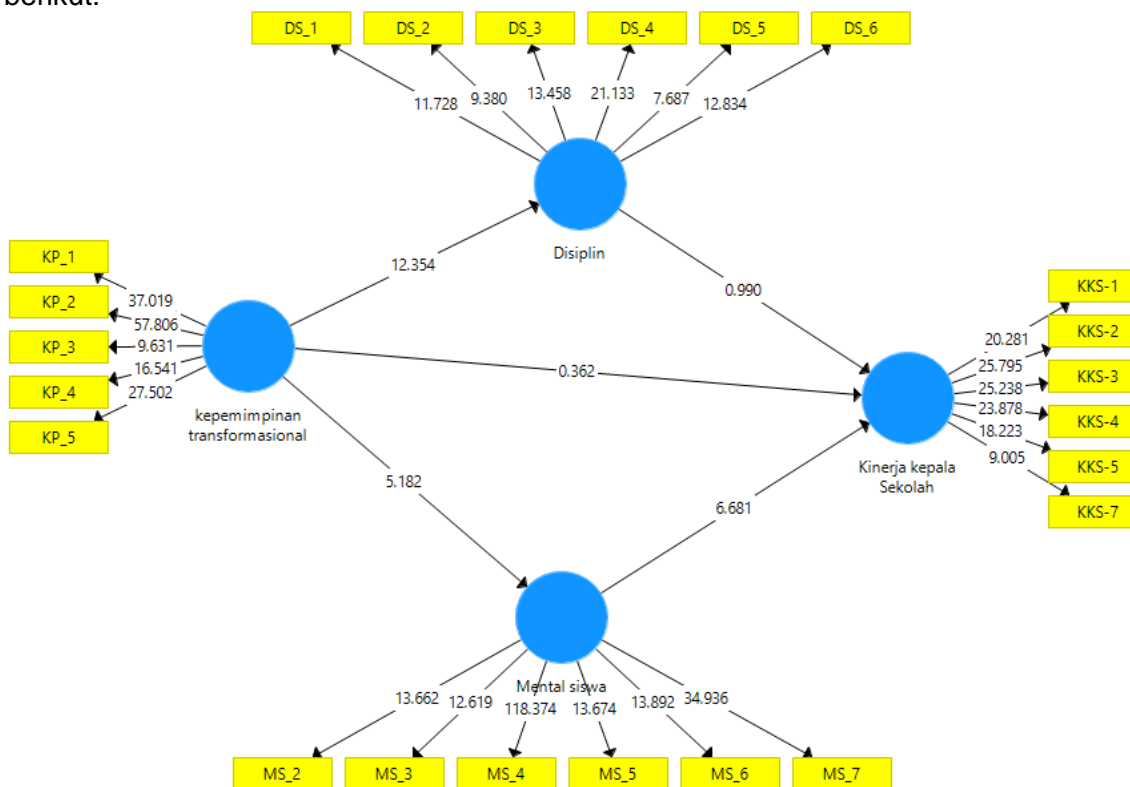 berikut:
DS_1 DS_2 DS_3 DS_4 DS_5 DS_6
11.728 9.380 13.458 21.133 7.687 12.834
Disiplin
KP_1
KP_2
KP_3
KP_4
KP_5
37.019
57.806
9.631
16.541
27.502
kepemimpinan
transformasional
12.354
0.990
0.362
5.182
6.681
KKS-1
KKS-2
KKS-3
KKS-4
KKS-5
KKS-7
20.281
25.795
25.238
23.878
18.223
9.005
Kinerja kepala
Sekolah
Mental siswa
13.662 12.619 118.374 13.674 13.892 34.936
MS_2 MS_3 MS_4 MS_5 MS_6 MS_7